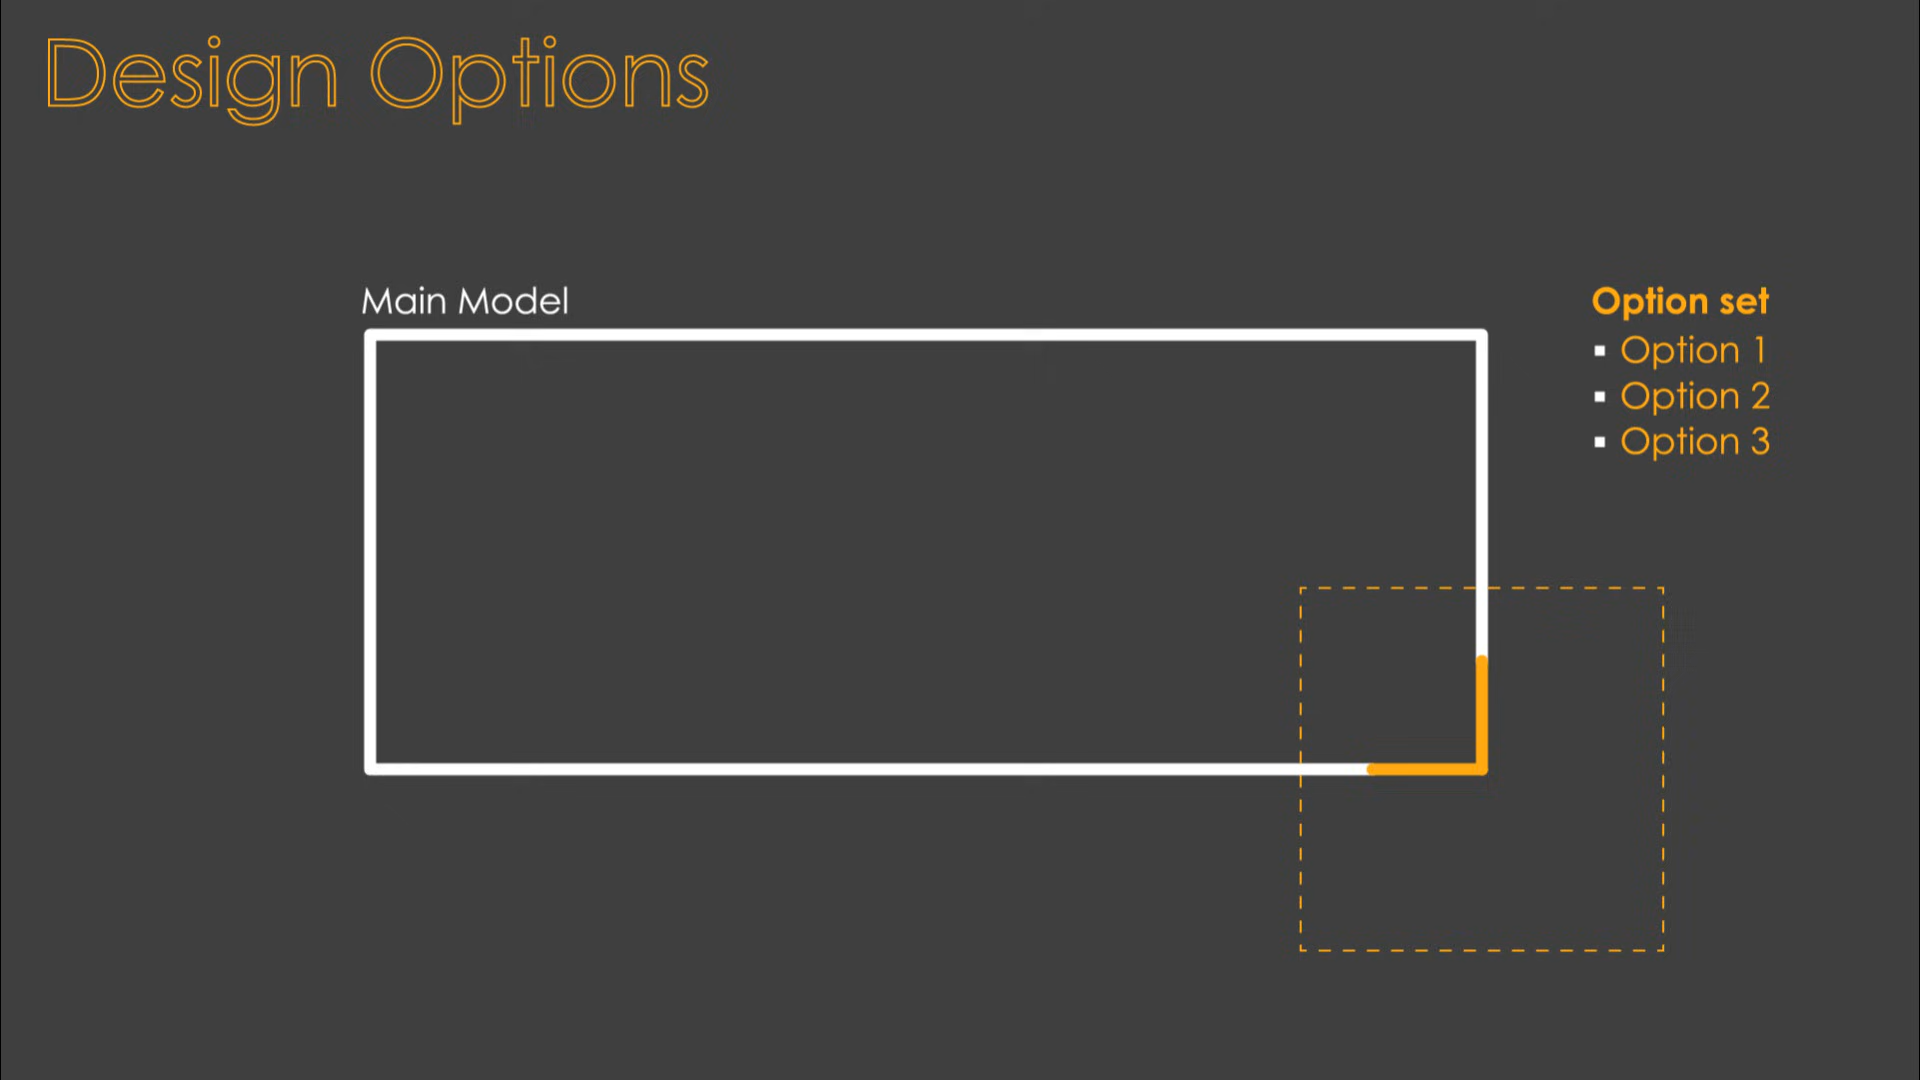 Design Options
Main Model
Option set
Option 1
Option 2
Option 3